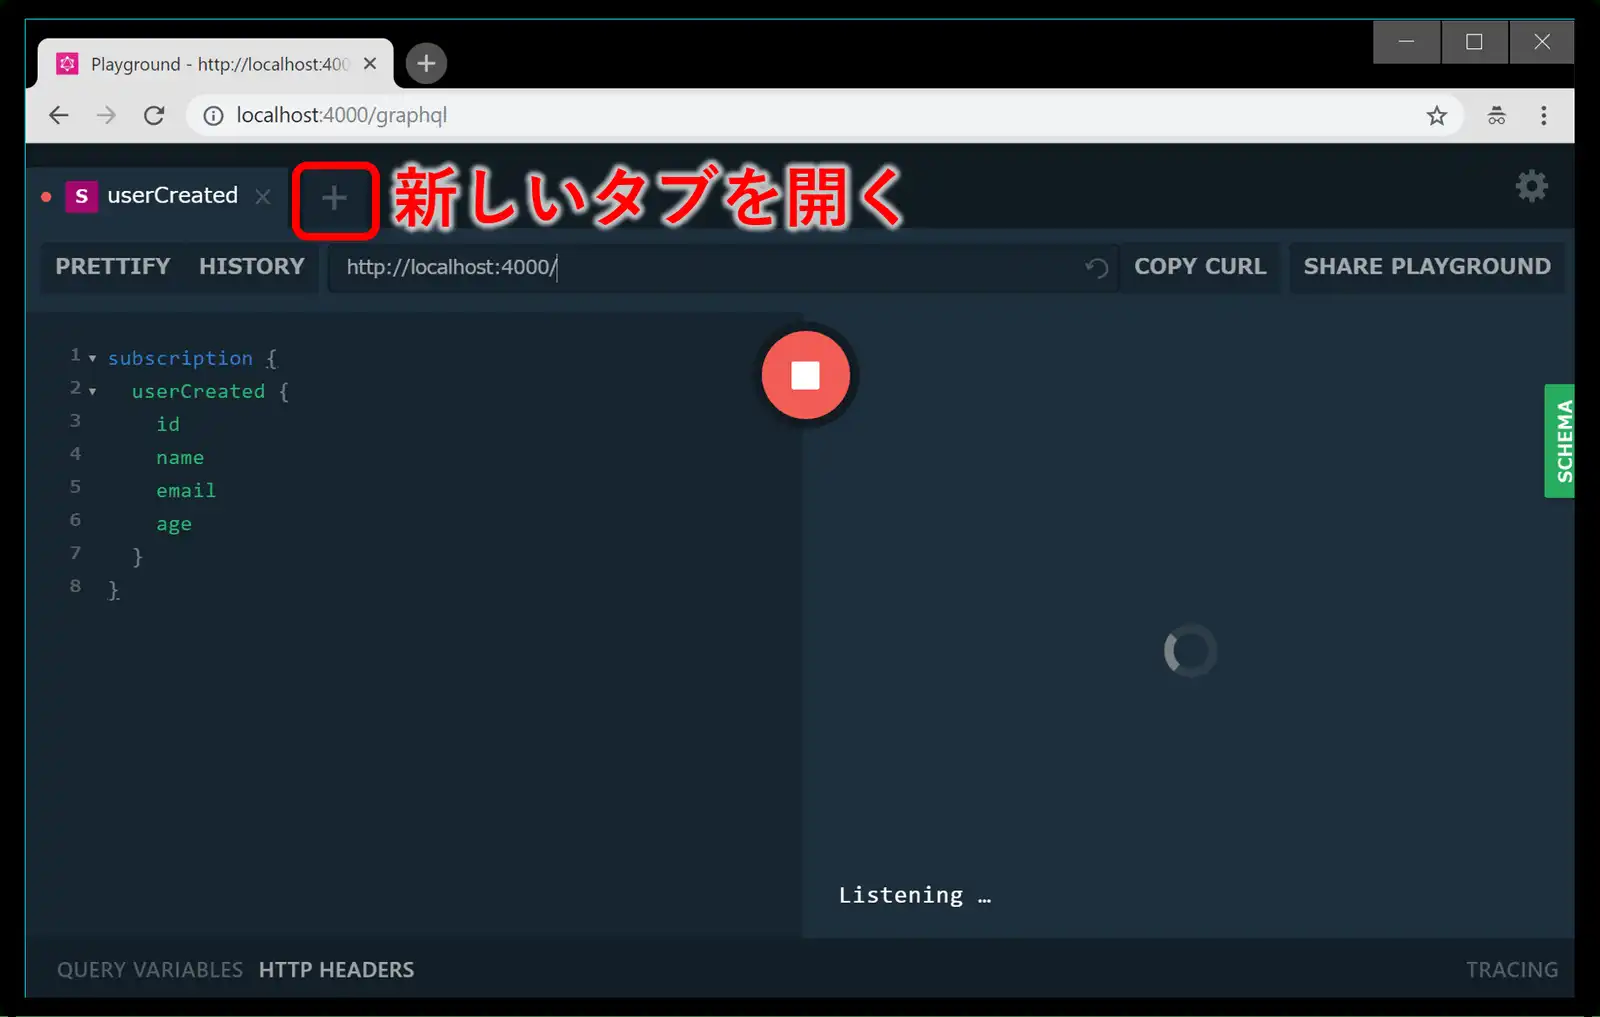 Playground - http://localhost:400
localhost:4000/graphql
S userCreated
新しいタブを開く
PRETTIFY HISTORY http://localhost:4000/ COPY CURL SHARE PLAYGROUND
1 subscription {
2 userCreated {
3 id
4 name
5 email
6 age
7 }
8 }
SCHEMA
Listening …
QUERY VARIABLES HTTP HEADERS TRACING